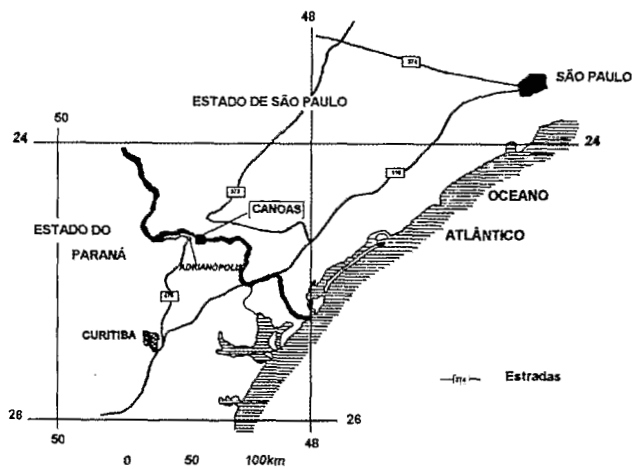 48
374
SÃO PAULO
ESTADO DE SÃO PAULO
50
24
24
116
373
CANOAS
OCEANO
ATLÂNTICO
ESTADO DO
PARANÁ
ADRIANÓPOLIS
476
CURITIBA
374 Estradas
26
26
50
48
0 50 100km